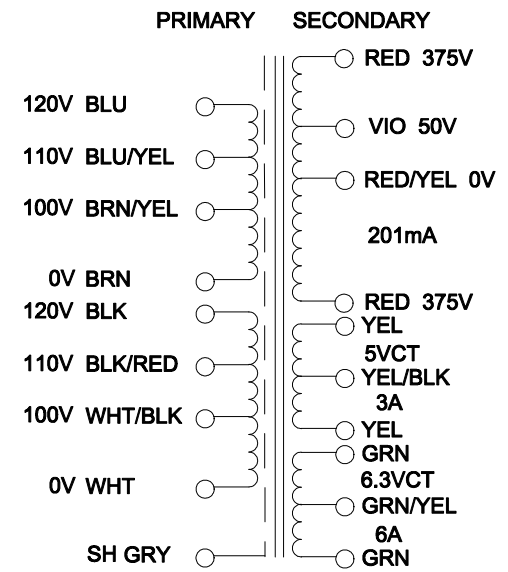 PRIMARY SECONDARY
RED 375V
120V BLU
VIO 50V
110V BLU/YEL
RED/YEL 0V
100V BRN/YEL
201mA
0V BRN
RED 375V
120V BLK
YEL
5VCT
110V BLK/RED
YEL/BLK
3A
100V WHT/BLK
YEL
GRN
6.3VCT
0V WHT
GRN/YEL
6A
SH GRY
GRN